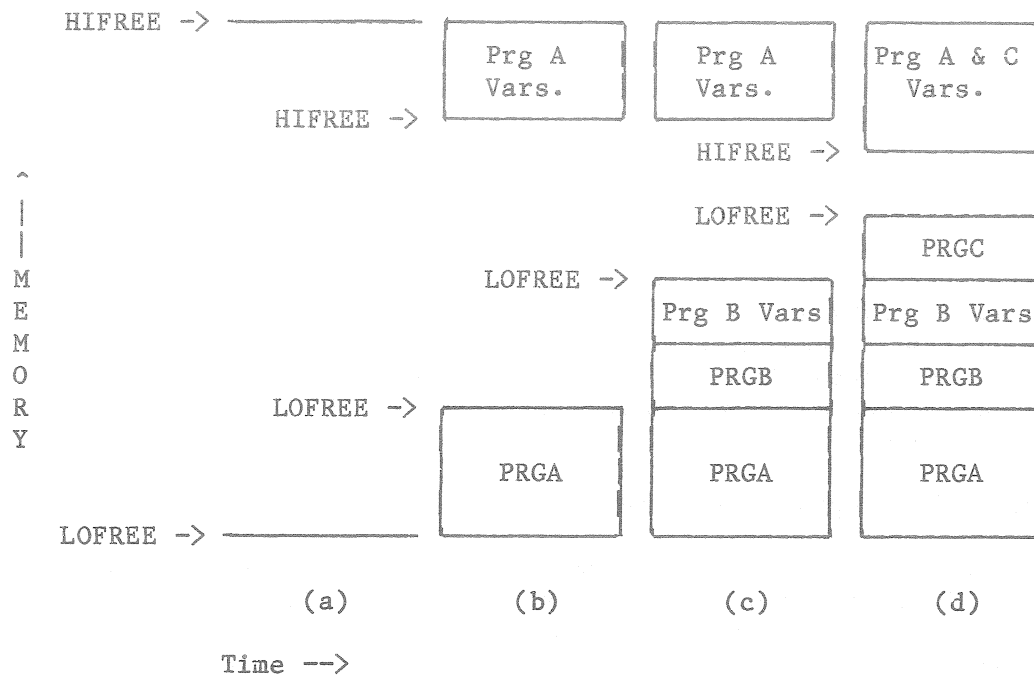 HIFREE ->
Prg A
Vars.
Prg A
Vars.
Prg A & C
Vars.
HIFREE ->
HIFREE ->
^
|
|
M
E
M
O
R
Y
LOFREE ->
PRGC
LOFREE ->
Prg B Vars
Prg B Vars
PRGB
PRGB
LOFREE ->
PRGA
PRGA
PRGA
LOFREE ->
(a)
(b)
(c)
(d)
Time -->